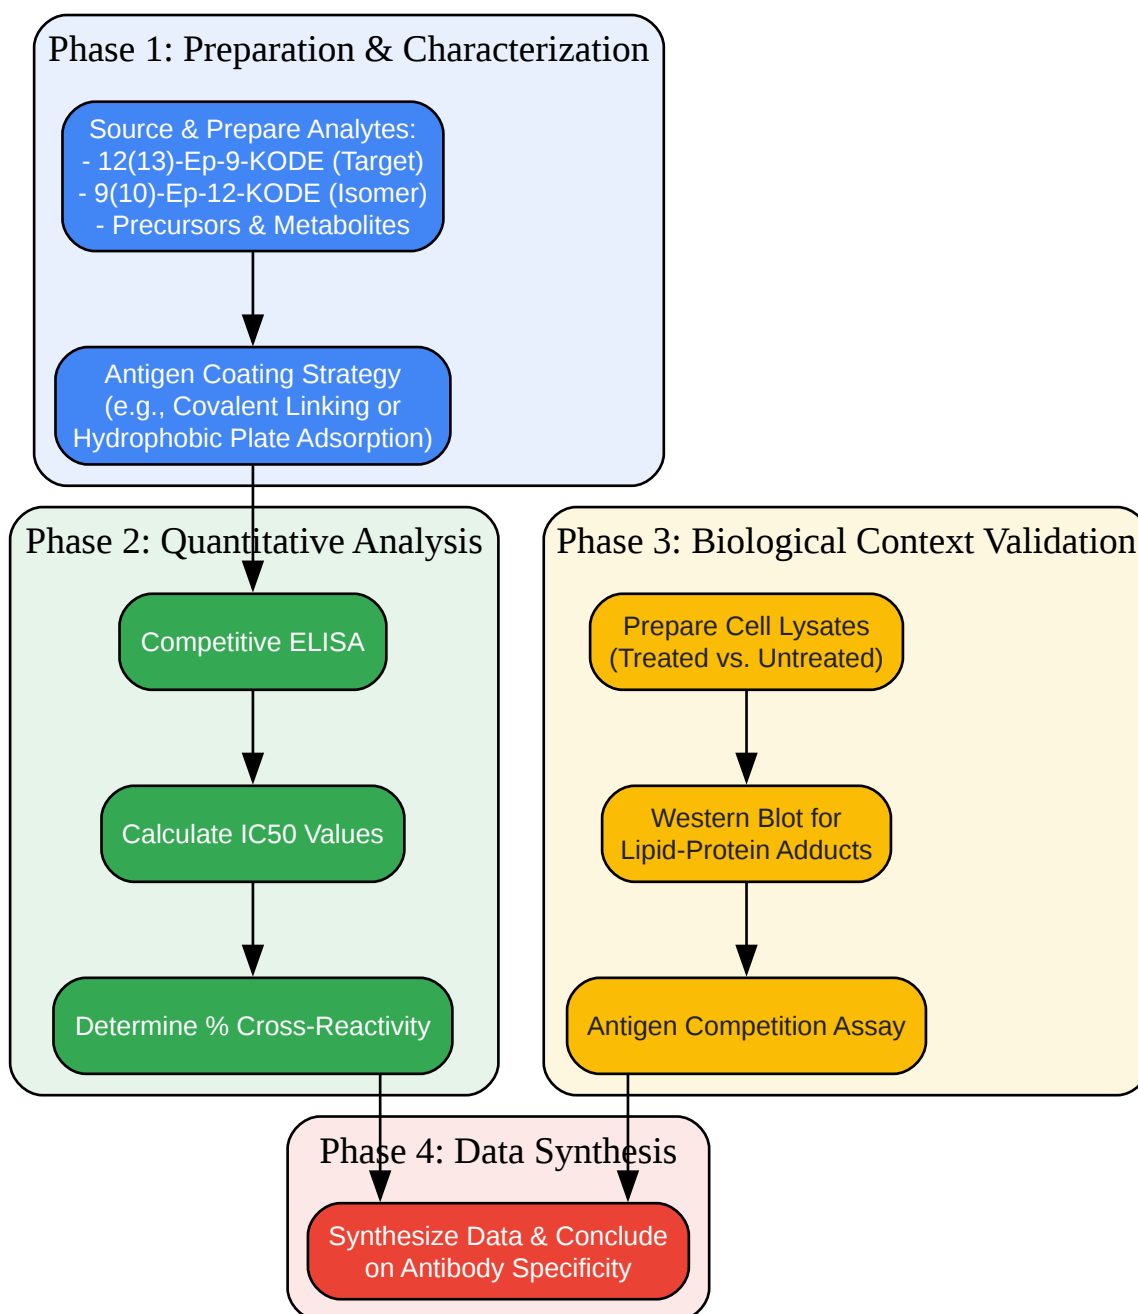 Phase 1: Preparation & Characterization
Source & Prepare Analytes:
- 12(13)-Ep-9-KODE (Target)
- 9(10)-Ep-12-KODE (Isomer)
- Precursors & Metabolites
Antigen Coating Strategy
(e.g., Covalent Linking or
Hydrophobic Plate Adsorption)
Phase 2: Quantitative Analysis
Competitive ELISA
Calculate IC50 Values
Determine % Cross-Reactivity
Phase 3: Biological Context Validation
Prepare Cell Lysates
(Treated vs. Untreated)
Western Blot for
Lipid-Protein Adducts
Antigen Competition Assay
Phase 4: Data Synthesis
Synthesize Data & Conclude
on Antibody Specificity